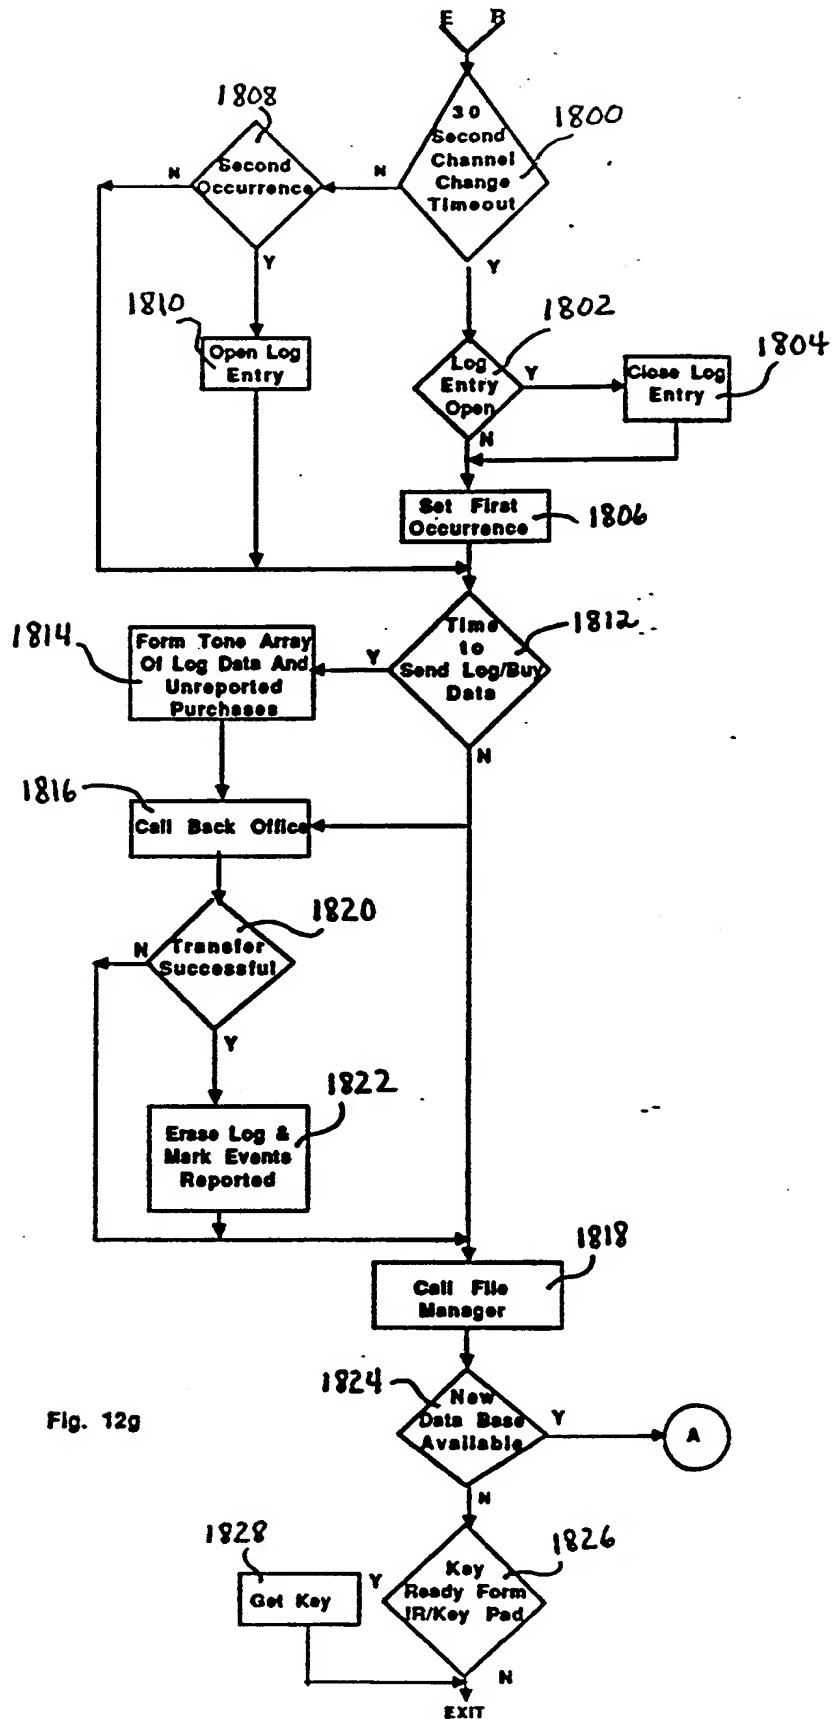 E B
1808
30
Second
Channel
Change
Timeout
1800
N
Second
Occurrence
N
Y
Y
1810
Open Log
Entry
1802
Log
Entry
Open
Y
N
1804
Close Log
Entry
Set First
Occurrence
1806
1814
Form Tone Array
Of Log Data And
Unreported
Purchases
Y
Time
to
Send Log/Buy
Data
1812
N
1816
Call Back Office
1820
N
Transfer
Successful
Y
1822
Erase Log &
Mark Events
Reported
1818
Call File
Manager
1824
New
Data Base
Available
Y
A
Fig. 12g
N
1828
Get Key
Y
Key
Ready Form
IR/Key Pad
1826
N
EXIT